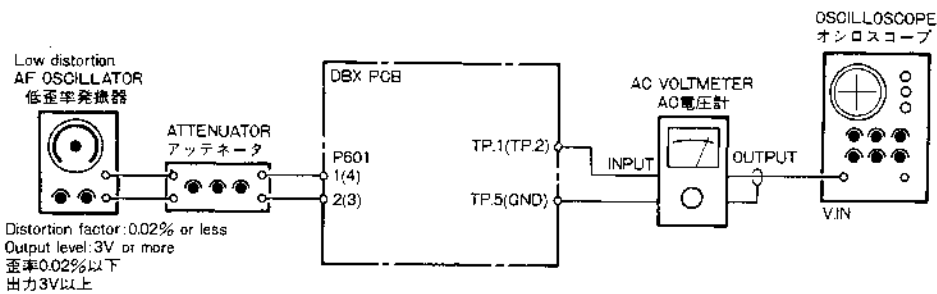 Low distortion
AF OSCILLATOR
低歪率発振器
ATTENUATOR
アッテネータ
DBX PCB
P601
1(4)
2(3)
TP.1(TP.2)
TP.5(GND)
AC VOLTMETER
AC電圧計
INPUT
OUTPUT
OSCILLOSCOPE
オシロスコープ
V.IN
Distortion factor:0.02% or less
Output level:3V or more
歪率0.02%以下
出力3V以上